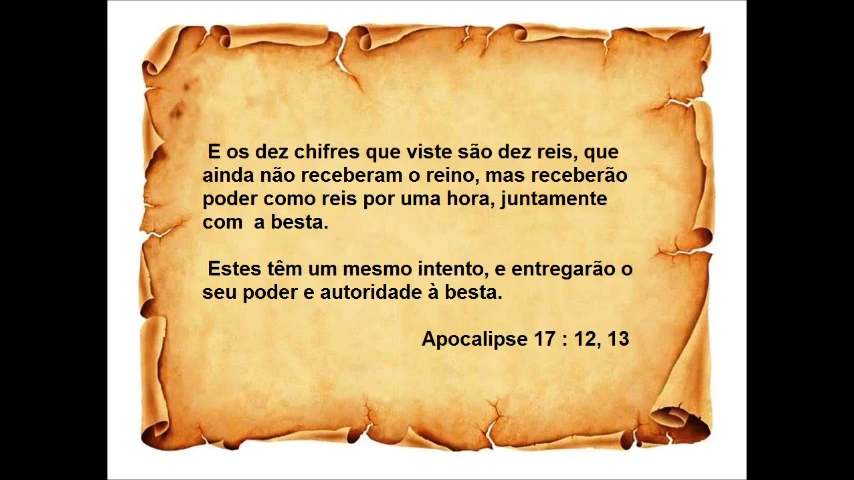 E os dez chifres que viste são dez reis, que
ainda não receberam o reino, mas receberão
poder como reis por uma hora, juntamente
com  a besta.
Estes têm um mesmo intento, e entregarão o
seu poder e autoridade à besta.
Apocalipse 17 : 12, 13